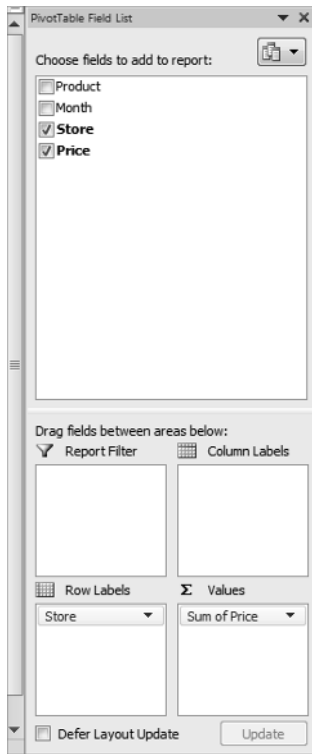 PivotTable Field List
Choose fields to add to report:
Product
Month
Store
Price
Drag fields between areas below:
Report Filter
Column Labels
Row Labels
Σ Values
Store
Sum of Price
Defer Layout Update
Update